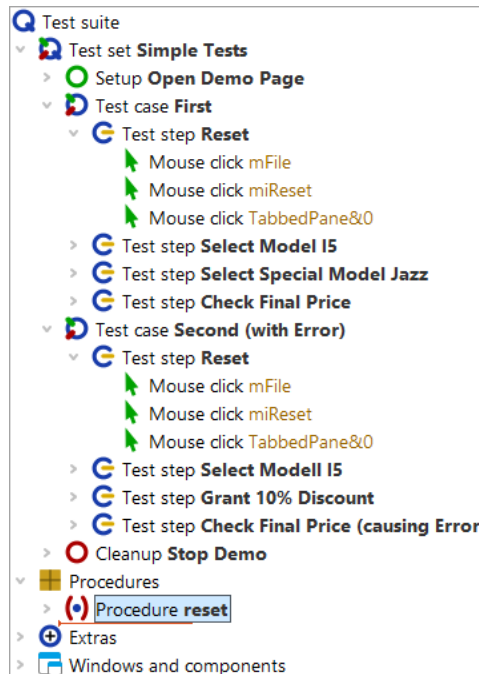 Test suite
Test set Simple Tests
Setup Open Demo Page
Test case First
Test step Reset
Mouse click mFile
Mouse click miReset
Mouse click TabbedPane&0
Test step Select Model I5
Test step Select Special Model Jazz
Test step Check Final Price
Test case Second (with Error)
Test step Reset
Mouse click mFile
Mouse click miReset
Mouse click TabbedPane&0
Test step Select Modell I5
Test step Grant 10% Discount
Test step Check Final Price (causing Error
Cleanup Stop Demo
Procedures
Procedure reset
Extras
Windows and components